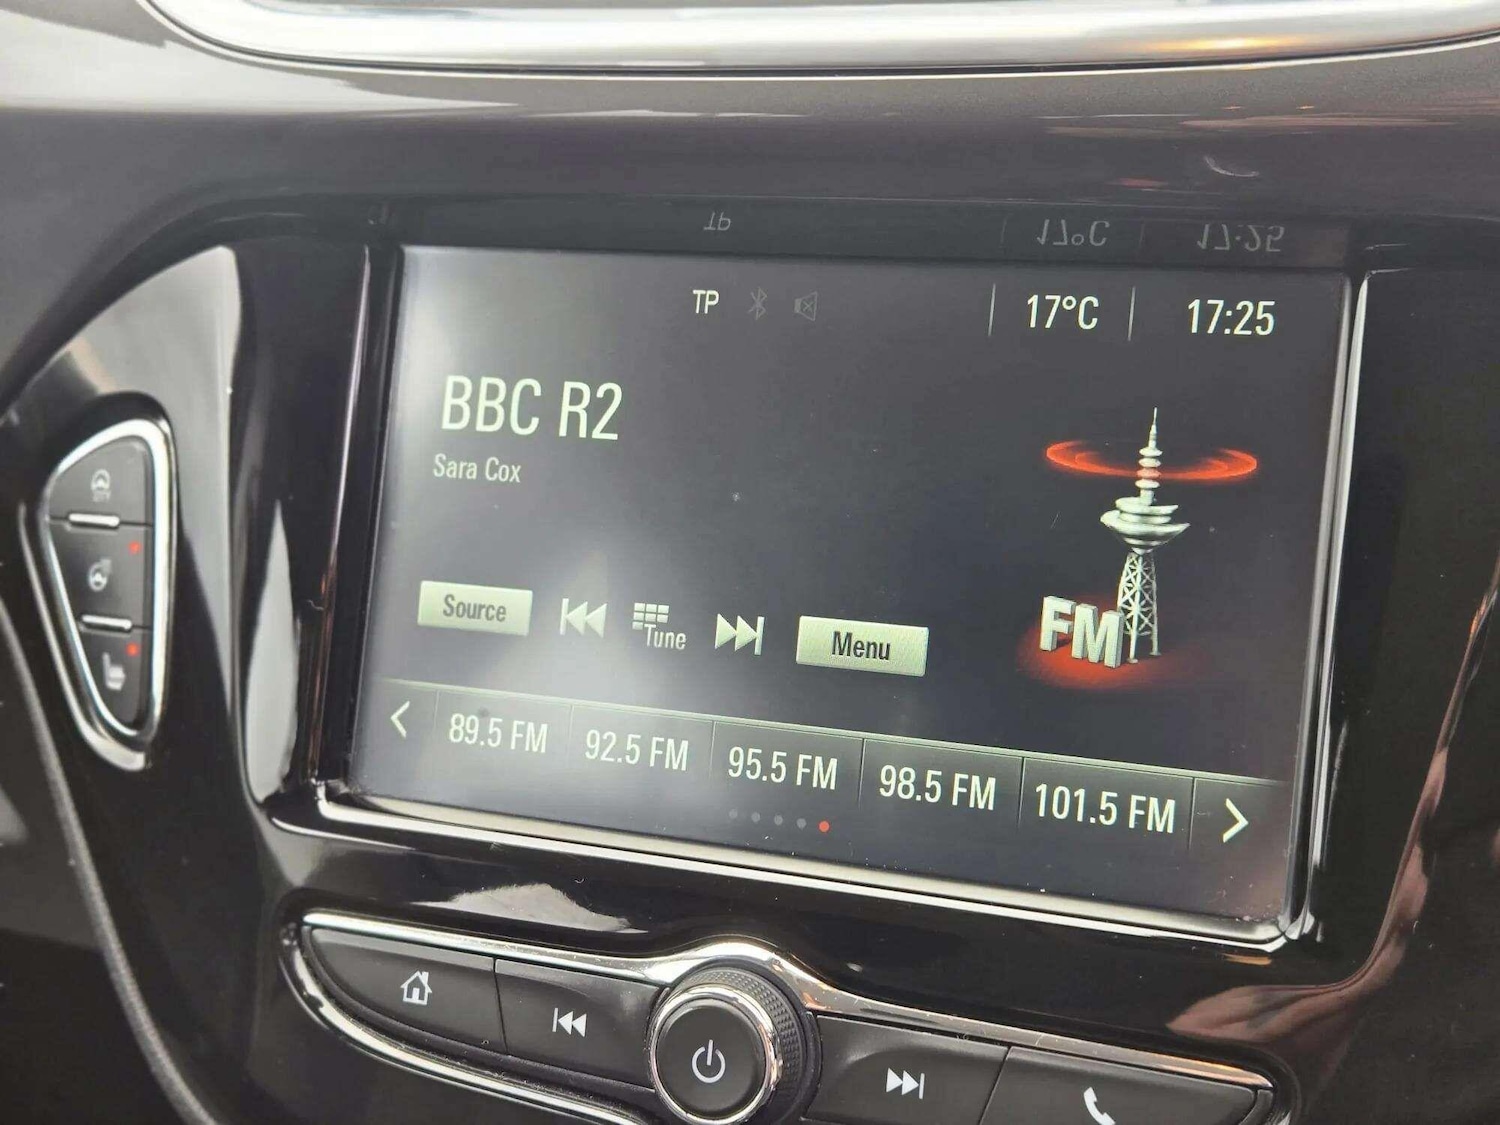 TP 17°C 17:25
BBC R2
Sara Cox
Source Tune Menu
FM
89.5 FM 92.5 FM 95.5 FM 98.5 FM 101.5 FM